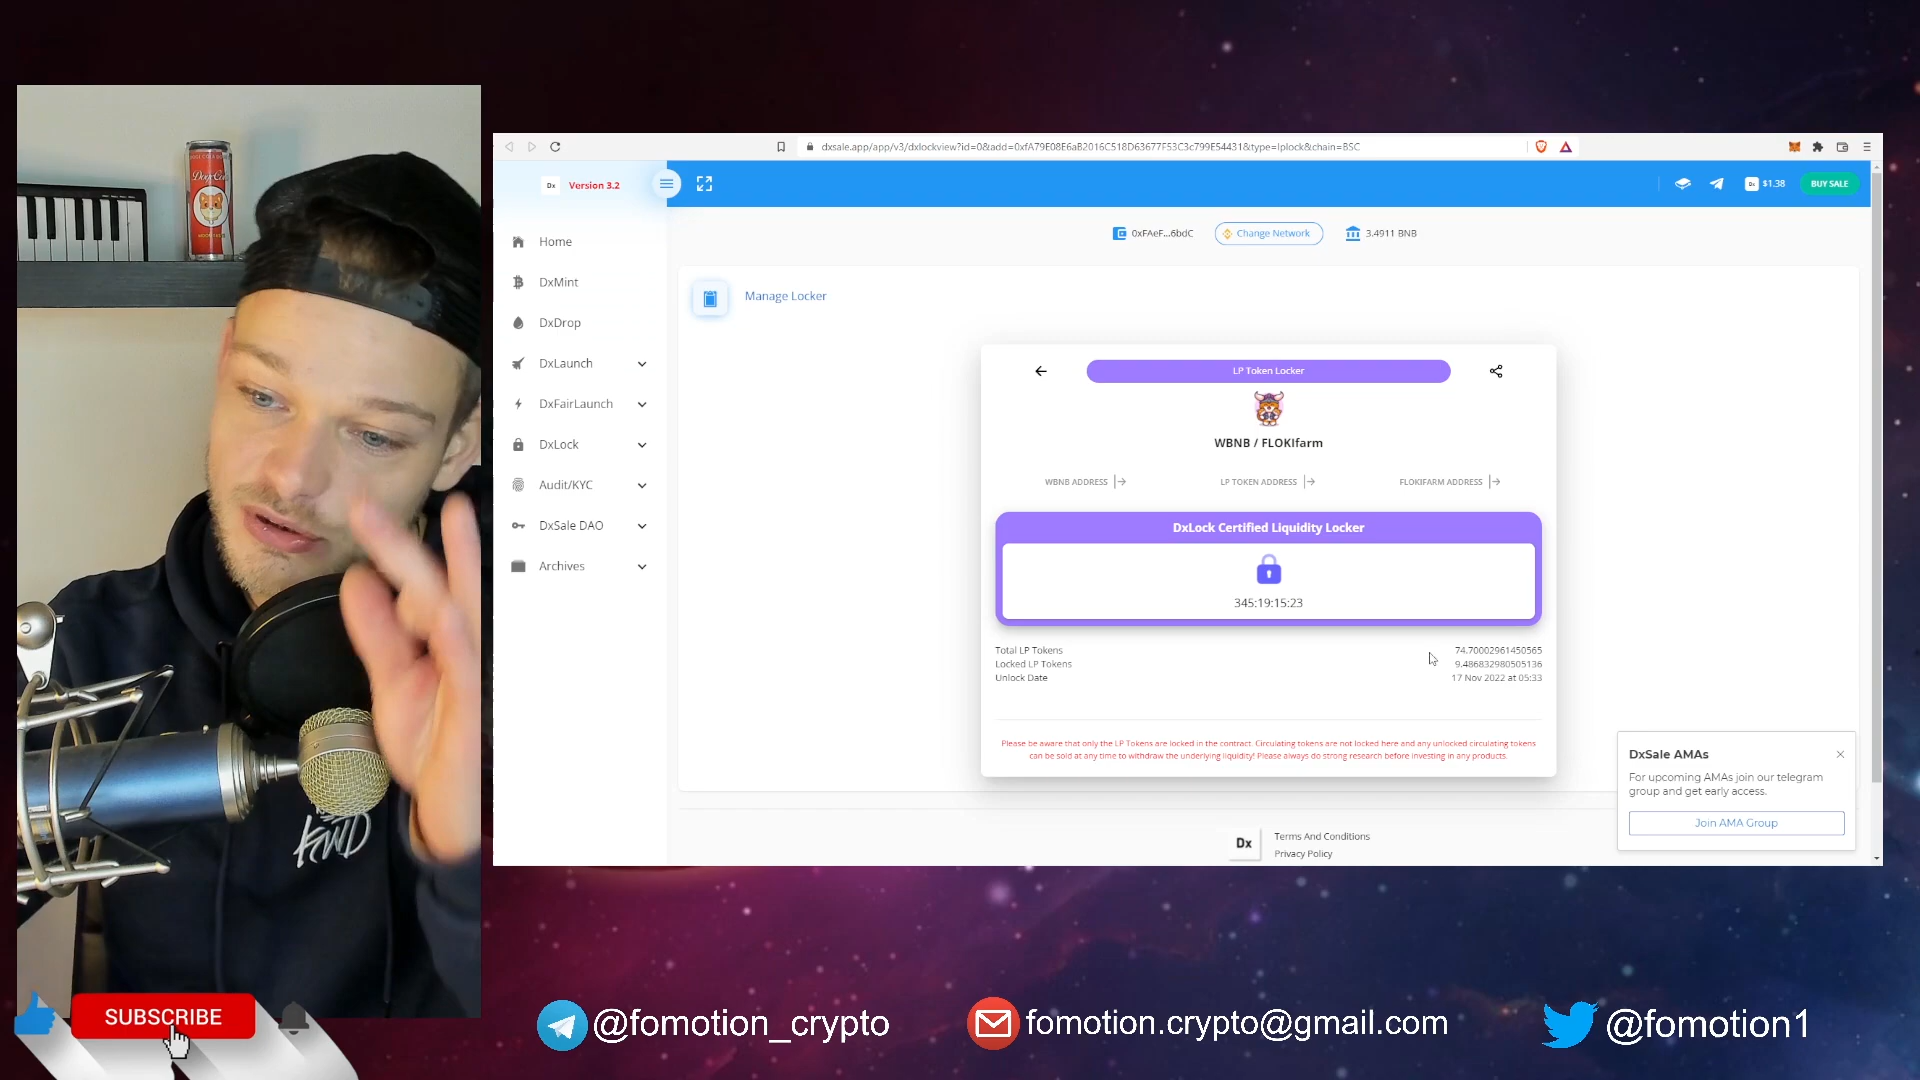 dxsale.app/app/v3/dxlockview?id=0&add=0xfA79E08E6aB2016C518D63677F53C3c799E54431&type=lplock&chain=BSC
Dx Version 3.2
Dx $1.38
BUY SALE
0xFAeF...6bdC
Change Network
3.4911 BNB
Home
DxMint
DxDrop
DxLaunch
DxFairLaunch
DxLock
Audit/KYC
DxSale DAO
Archives
Manage Locker
LP Token Locker
WBNB / FLOKIfarm
WBNB ADDRESS
LP TOKEN ADDRESS
FLOKIFARM ADDRESS
DxLock Certified Liquidity Locker
345:19:15:23
Total LP Tokens 74.70002961450565
Locked LP Tokens 9.486832980505136
Unlock Date 17 Nov 2022 at 05:33
Please be aware that only the LP Tokens are locked in the contract. Circulating tokens are not locked here and any unlocked circulating tokens
can be sold at any time to withdraw the underlying liquidity! Please always do strong research before investing in any products.
DxSale AMAs
For upcoming AMAs join our telegram
group and get early access.
Join AMA Group
Dx
Terms And Conditions
Privacy Policy
KWD
SUBSCRIBE
@fomotion_crypto
fomotion.crypto@gmail.com
@fomotion1